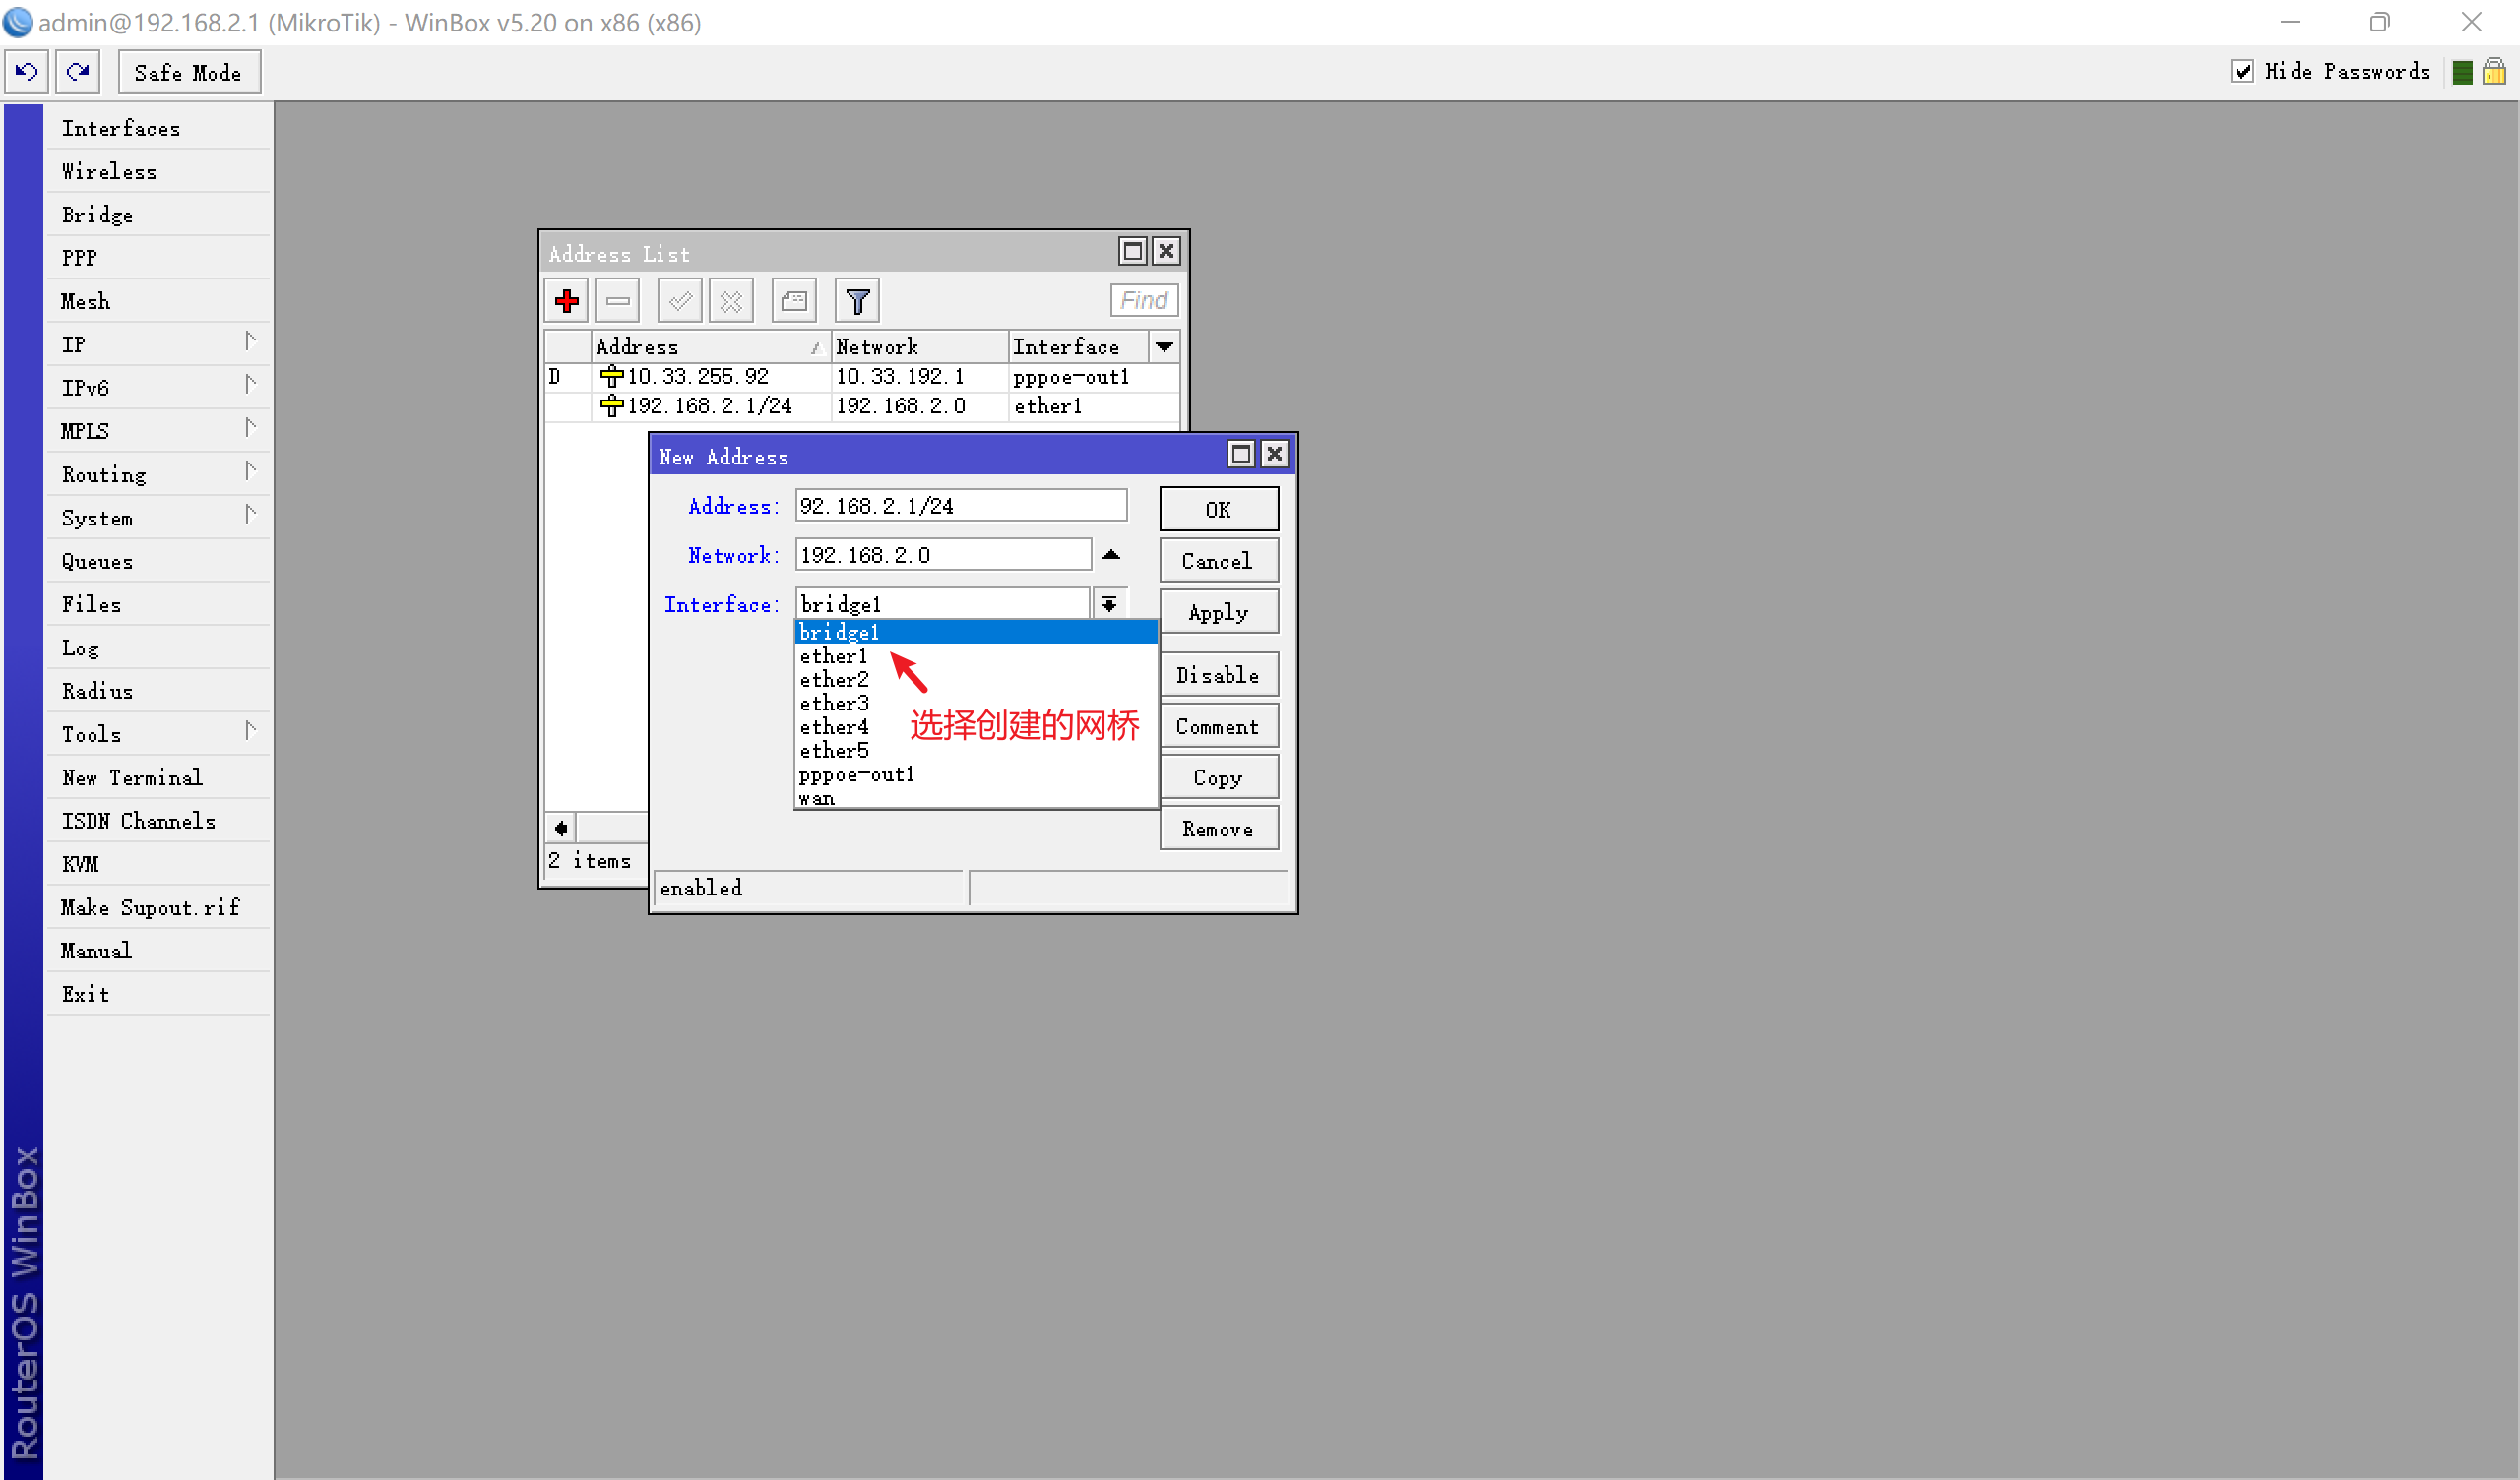 admin@192.168.2.1 (MikroTik) - WinBox v5.20 on x86 (x86)
Safe Mode
Hide Passwords
Interfaces
Wireless
Bridge
PPP
Mesh
IP
IPv6
MPLS
Routing
System
Queues
Files
Log
Radius
Tools
New Terminal
ISDN Channels
KVM
Make Supout.rif
Manual
Exit
RouterOS WinBox
Address List
Find
Address Network Interface
D 10.33.255.92 10.33.192.1 pppoe-out1
192.168.2.1/24 192.168.2.0 ether1
2 items
New Address
Address: 92.168.2.1/24
Network: 192.168.2.0
Interface: bridge1
bridge1
ether1
ether2
ether3
ether4
ether5
pppoe-out1
wan
选择创建的网桥
OK
Cancel
Apply
Disable
Comment
Copy
Remove
enabled